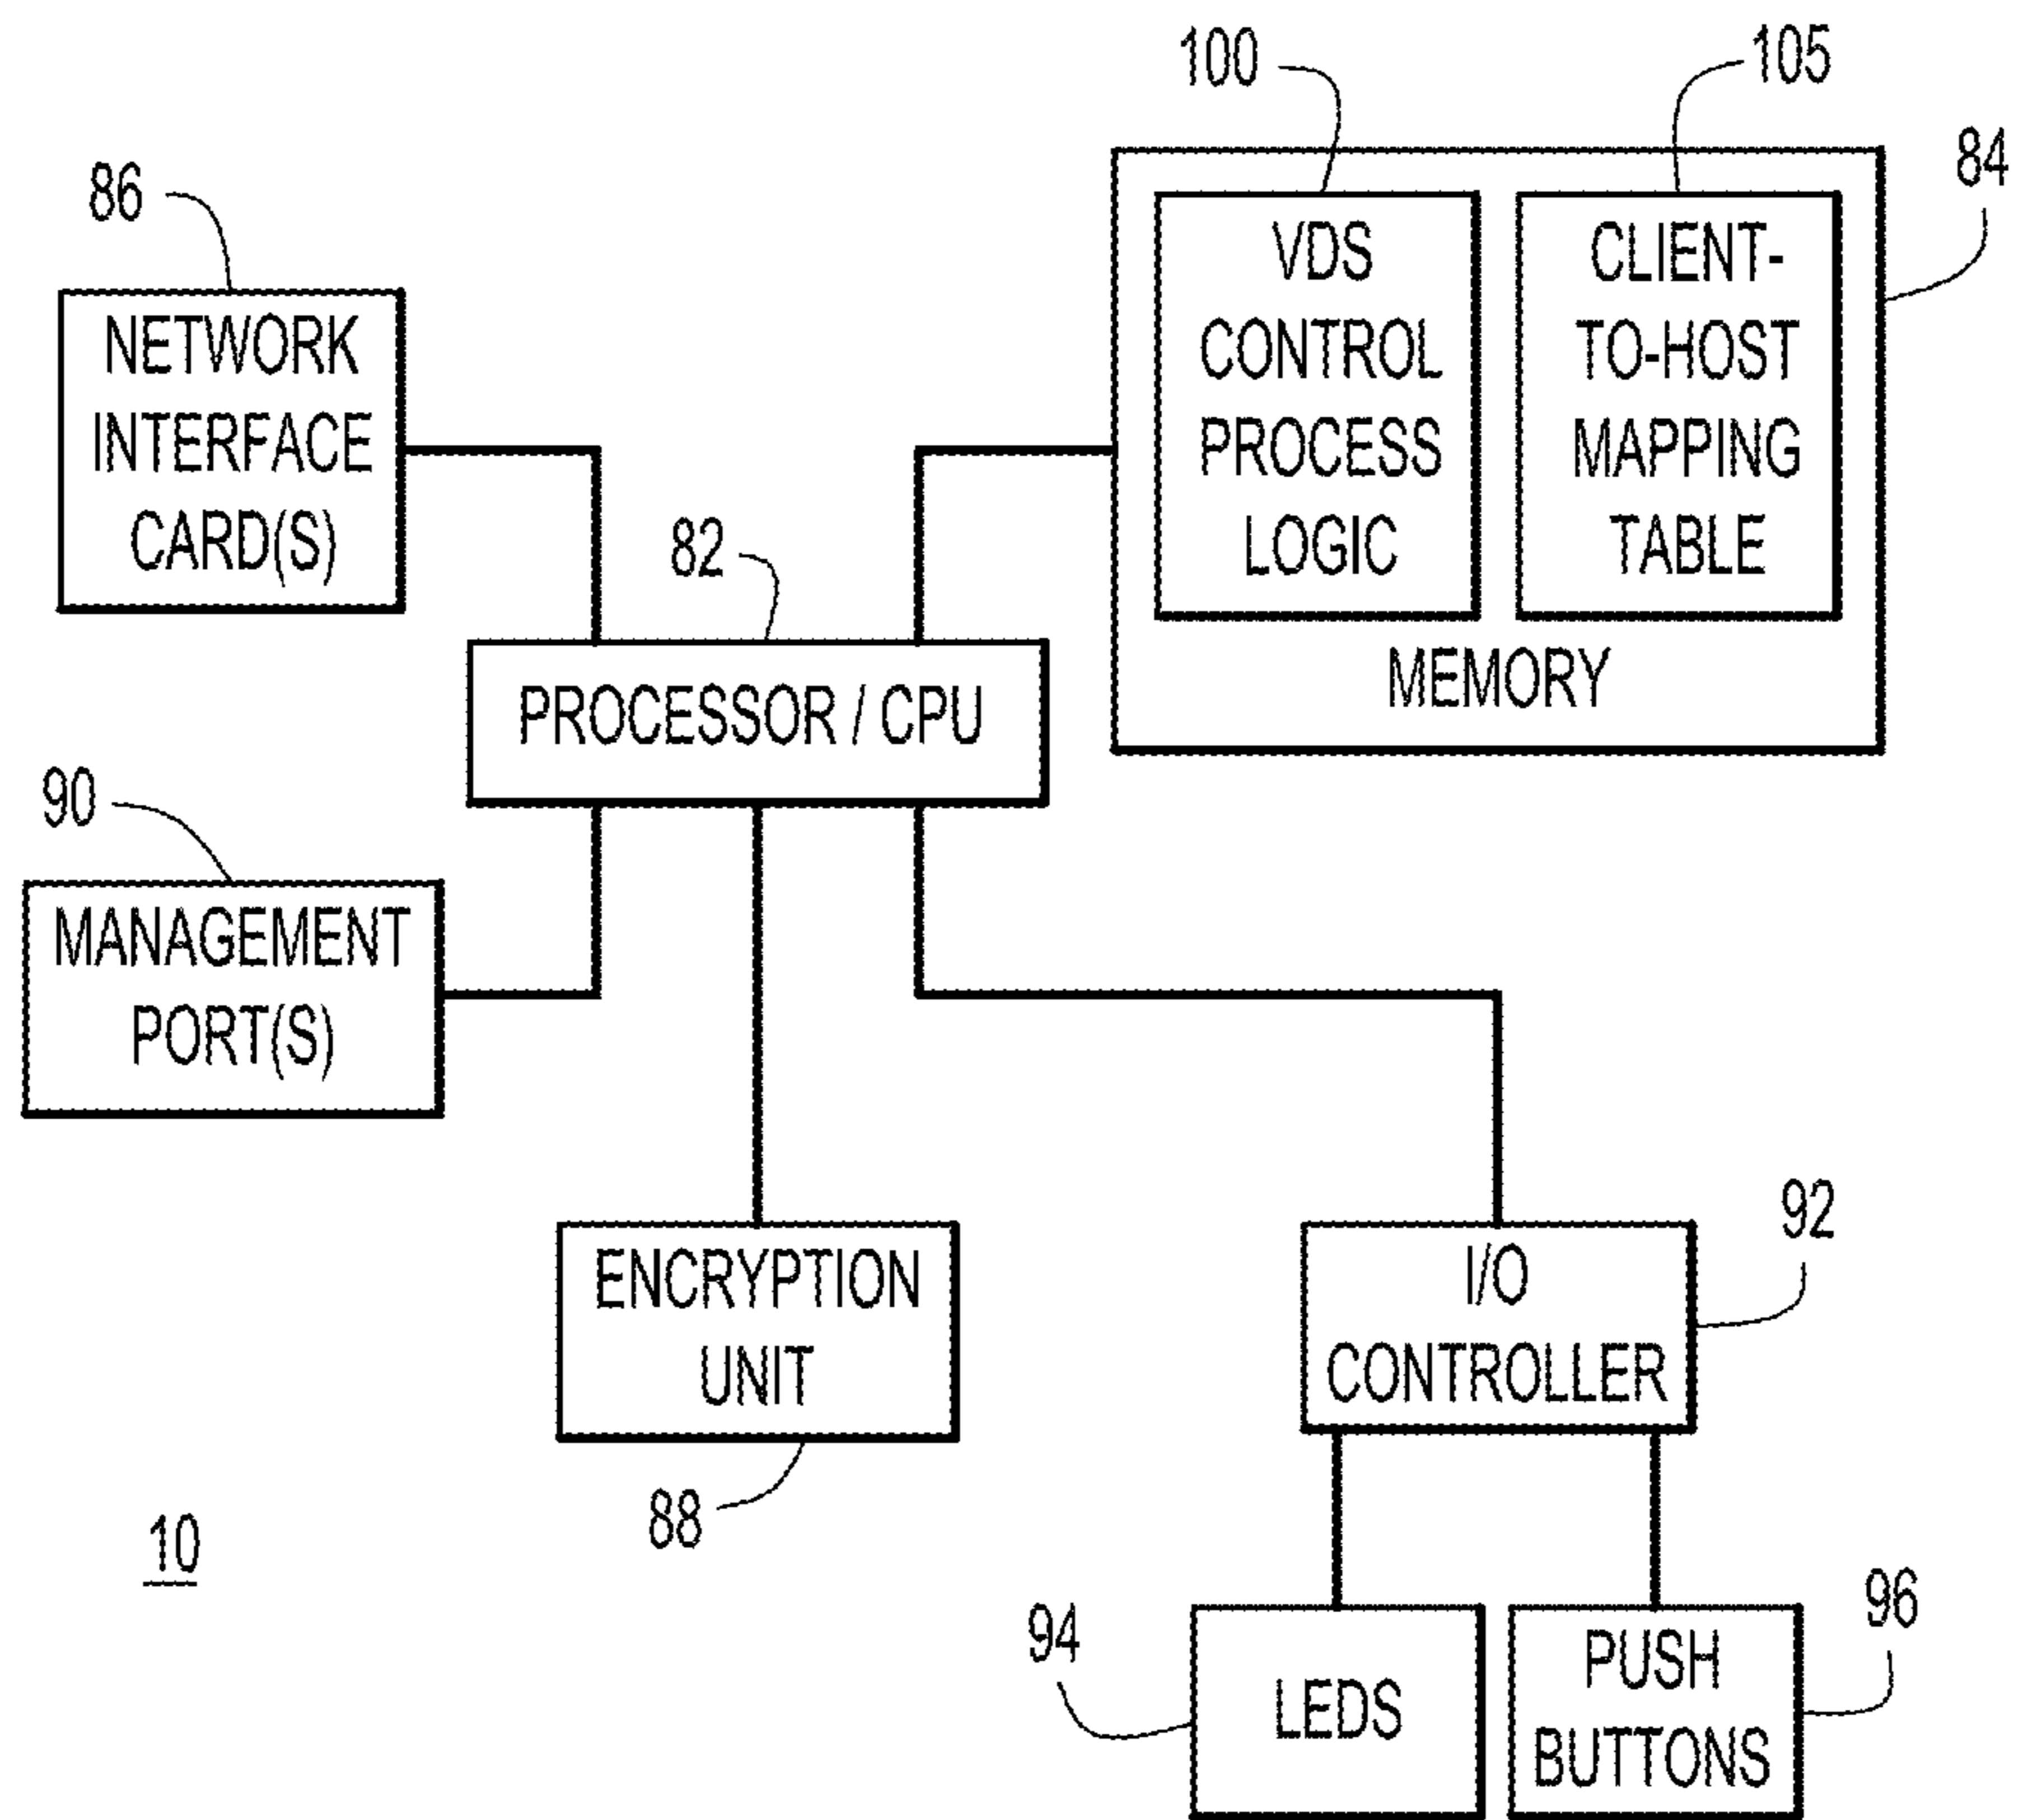 100
105
84
86
VDS
CONTROL
PROCESS
LOGIC
CLIENT-
TO-HOST
MAPPING
TABLE
MEMORY
NETWORK
INTERFACE
CARD(S)
82
PROCESSOR / CPU
90
MANAGEMENT
PORT(S)
ENCRYPTION
UNIT
88
92
I/O
CONTROLLER
10
94
LEDS
96
PUSH
BUTTONS